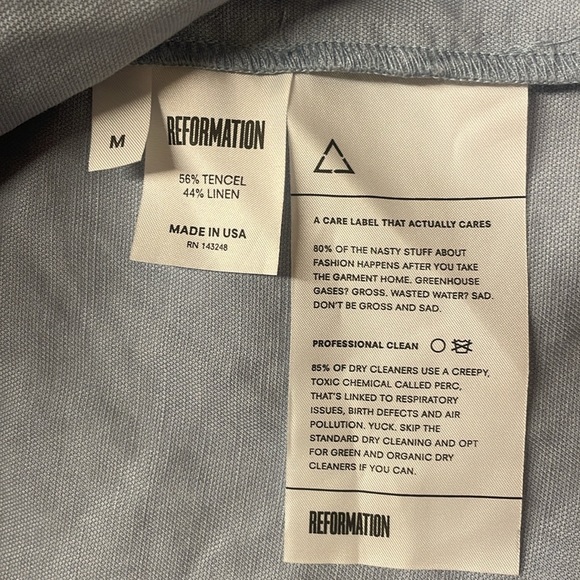 M
REFORMATION
56% TENCEL
44% LINEN
MADE IN USA
RN 143248
A CARE LABEL THAT ACTUALLY CARES
80% OF THE NASTY STUFF ABOUT
FASHION HAPPENS AFTER YOU TAKE
THE GARMENT HOME. GREENHOUSE
GASES? GROSS. WASTED WATER? SAD.
DON'T BE GROSS AND SAD.
PROFESSIONAL CLEAN
85% OF DRY CLEANERS USE A CREEPY,
TOXIC CHEMICAL CALLED PERC,
THAT'S LINKED TO RESPIRATORY
ISSUES, BIRTH DEFECTS AND AIR
POLLUTION. YUCK. SKIP THE
STANDARD DRY CLEANING AND OPT
FOR GREEN AND ORGANIC DRY
CLEANERS IF YOU CAN.
REFORMATION